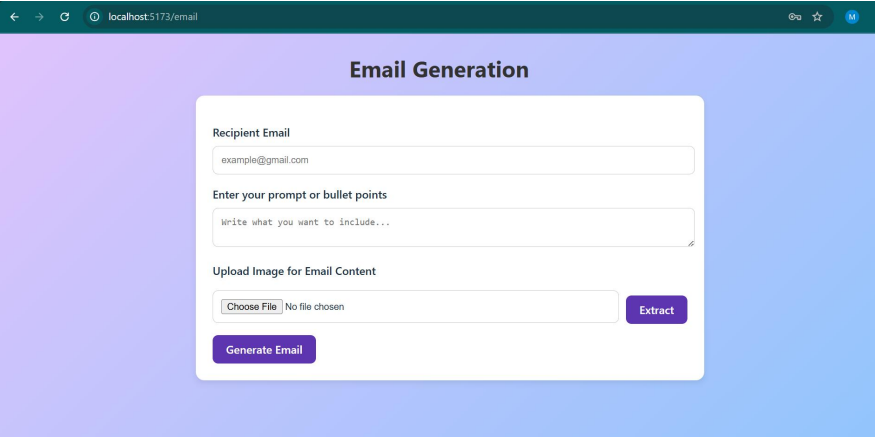 localhost:5173/email
M
Email Generation
Recipient Email
example@gmail.com
Enter your prompt or bullet points
Write what you want to include...
Upload Image for Email Content
Choose File No file chosen
Extract
Generate Email